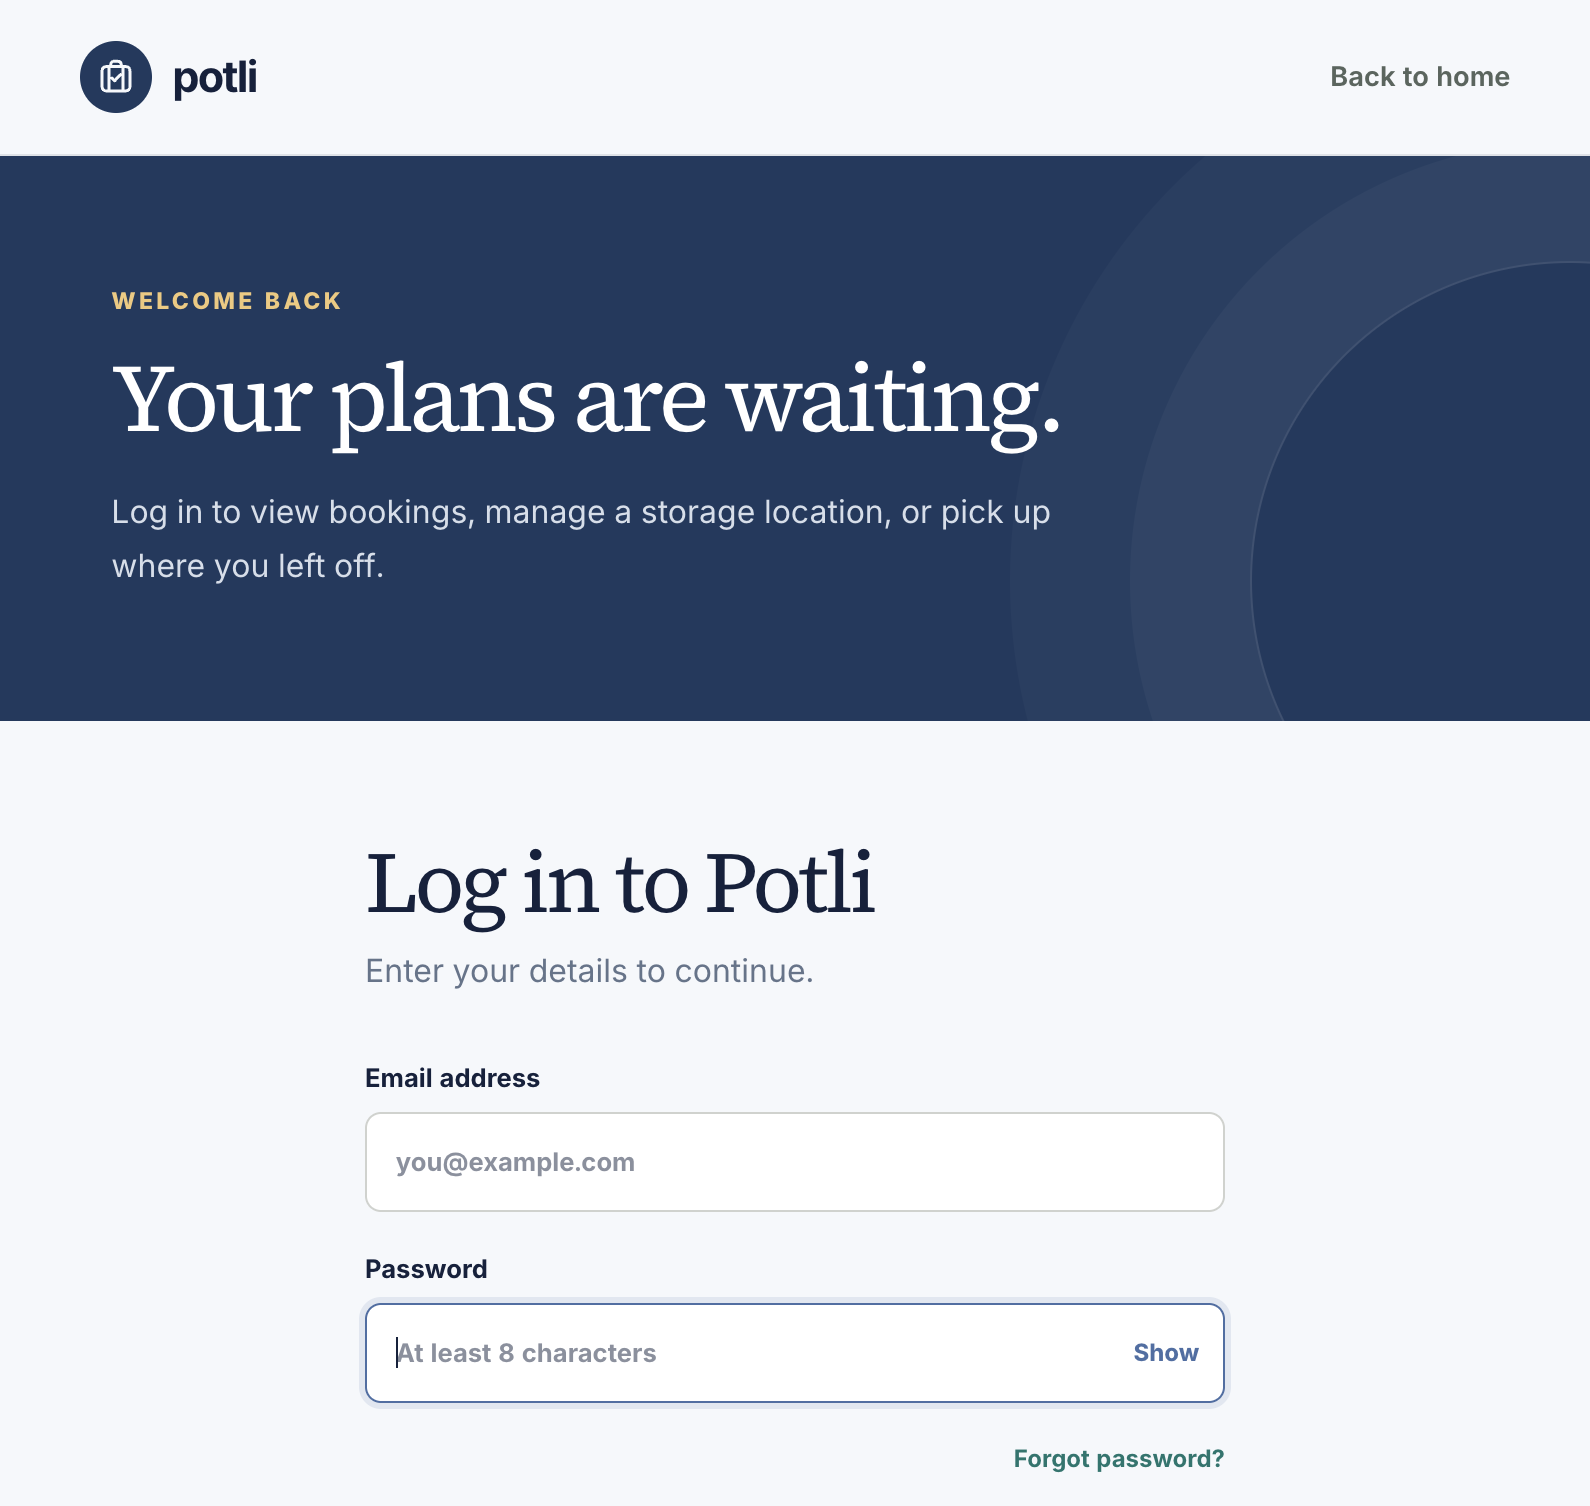 potli
Back to home
WELCOME BACK
Your plans are waiting.
Log in to view bookings, manage a storage location, or pick up
where you left off.
Log in to Potli
Enter your details to continue.
Email address
you@example.com
Password
At least 8 characters
Show
Forgot password?